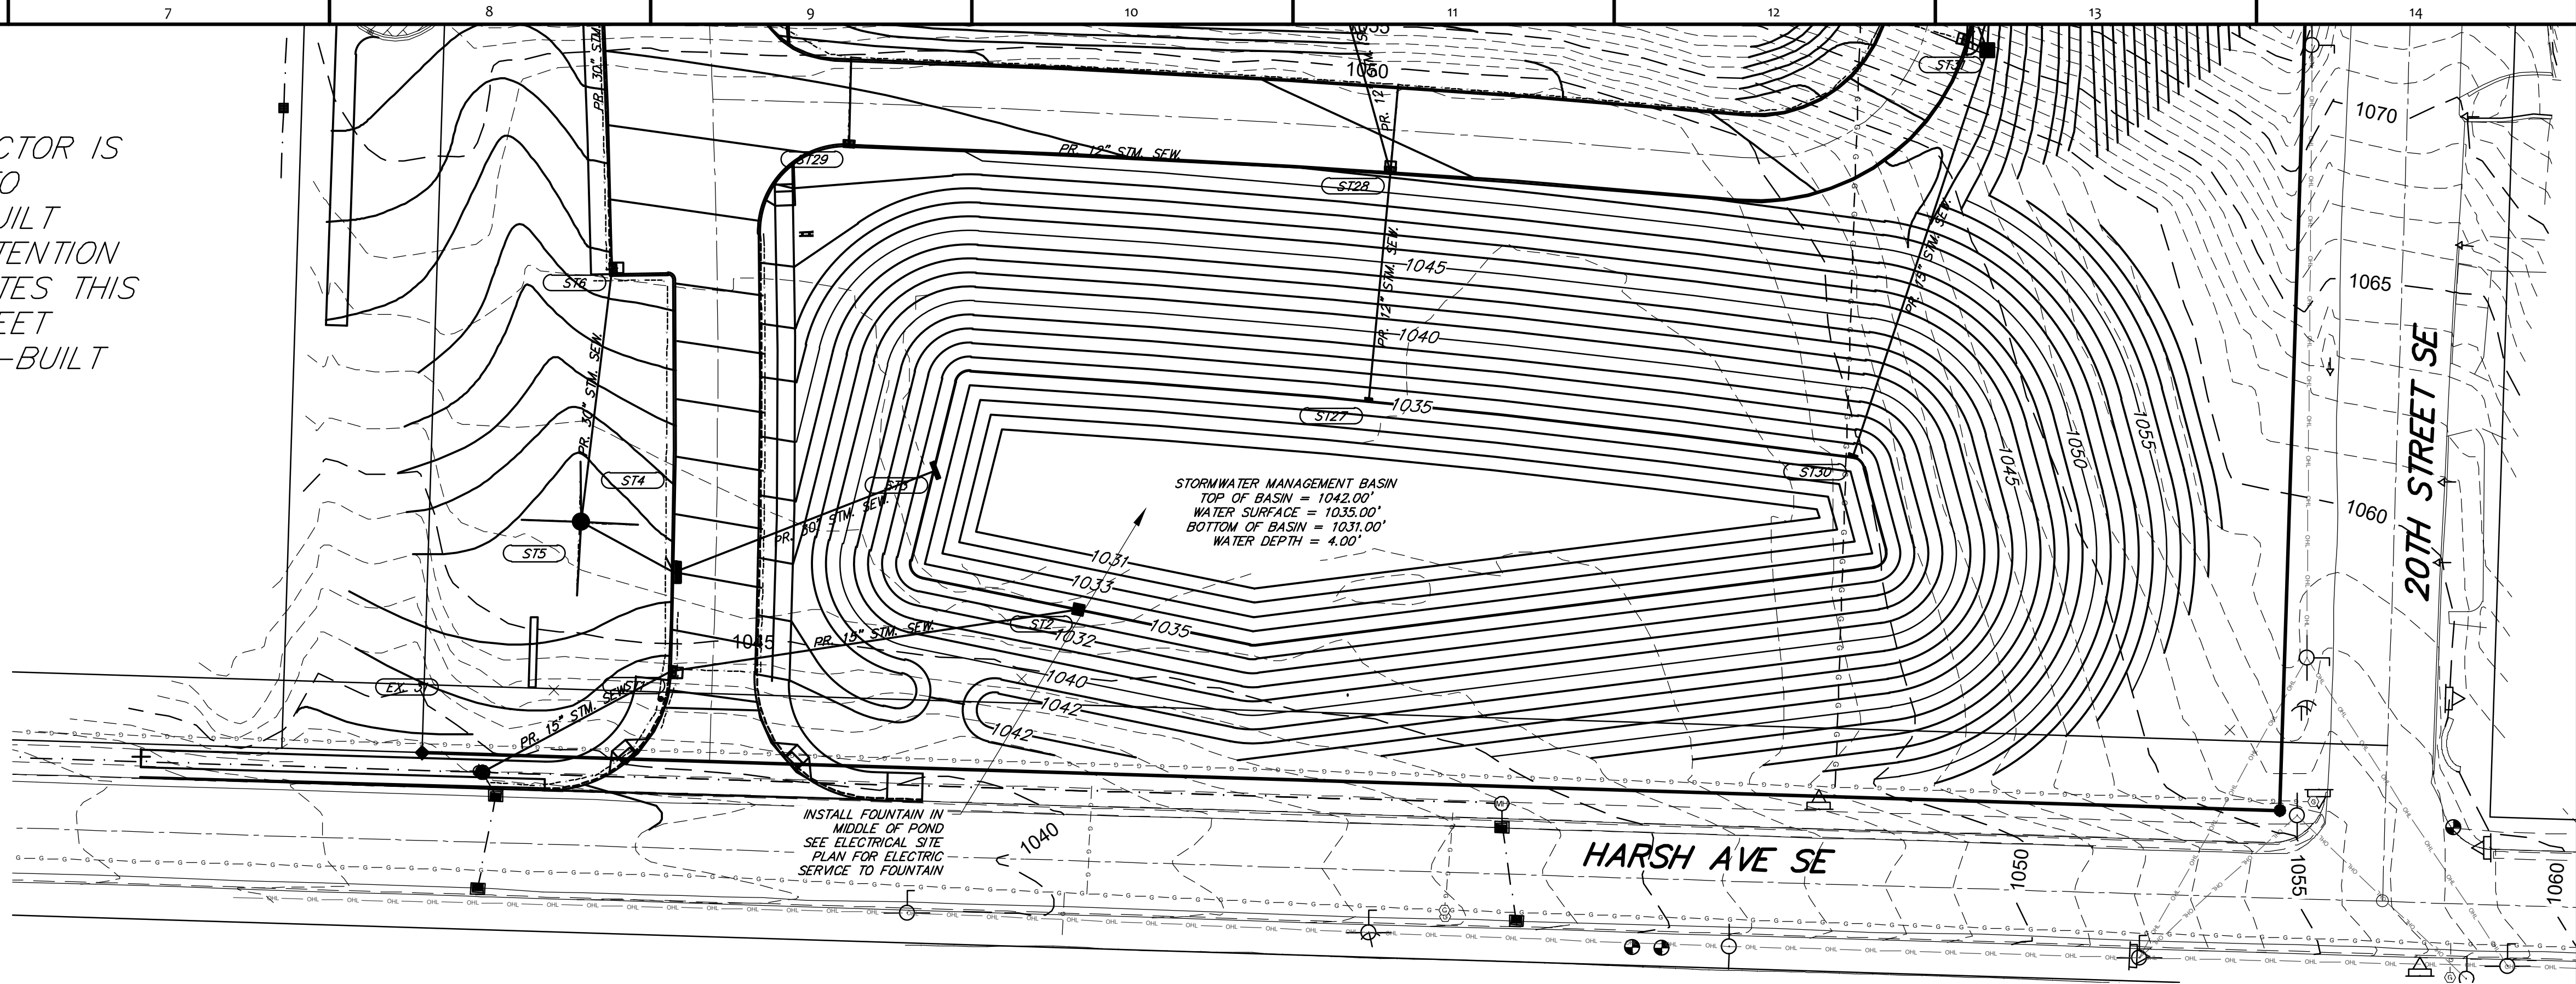 7
8
9
10
11
12
13
14
CTOR IS
TO
UILT
TENTION
TES THIS
EET
-BUILT
PR. 30" STM.
1060
PR. 12"
ST31
1070
ST29
PR. 12" STM. SEW.
ST28
ST6
1045
1065
PR. 12" STM. SEW.
PR. 15" STM. SEW.
1040
20TH STREET SE
PR. 30" STM. SEW.
1035
ST27
1045
1050
1055
ST4
ST3
ST30
1060
PR. 30" STM. SEW.
STORMWATER MANAGEMENT BASIN
TOP OF BASIN = 1042.00'
WATER SURFACE = 1035.00'
BOTTOM OF BASIN = 1031.00'
WATER DEPTH = 4.00'
ST5
1031
1033
ST2
1032
1035
1045
PR. 15" STM. SEW.
EX. 37
PR. 15" STM. SEW.
1040
1042
1042
INSTALL FOUNTAIN IN
MIDDLE OF POND
SEE ELECTRICAL SITE
PLAN FOR ELECTRIC
SERVICE TO FOUNTAIN
1040
MH
HARSH AVE SE
1050
1055
1060